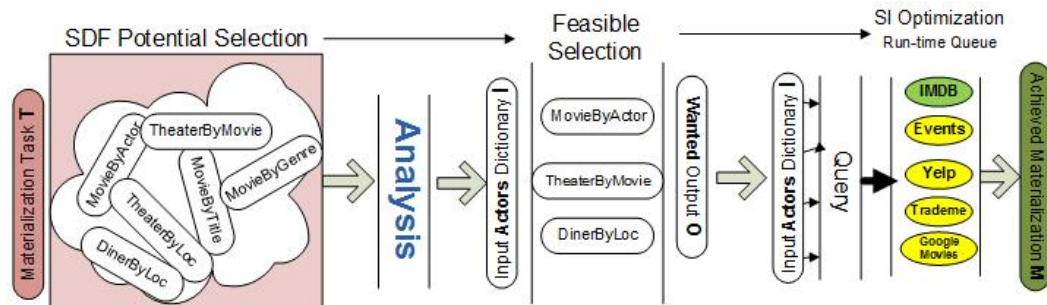 SDF Potential Selection
Feasible
Selection
SI Optimization
Run-time Queue
Materialization Task T
MovieByActor
TheaterByMovie
MovieByGenre
MovieByTitle
TheaterByLoc
DinerByLoc
Analysis
Input Actors Dictionary I
MovieByActor
TheaterByMovie
DinerByLoc
Wanted Output O
Input Actors Dictionary I
Query
IMDB
Events
Yelp
Trademe
Google
Movies
Achieved Materialization M